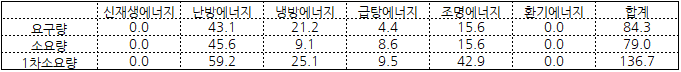 신재생에너지 난방에너지 냉방에너지 급탕에너지 조명에너지 환기에너지 합계
요구량 0.0 43.1 21.2 4.4 15.6 0.0 84.3
소요량 0.0 45.6 9.1 8.6 15.6 0.0 79.0
1차소요량 0.0 59.2 25.1 9.5 42.9 0.0 136.7